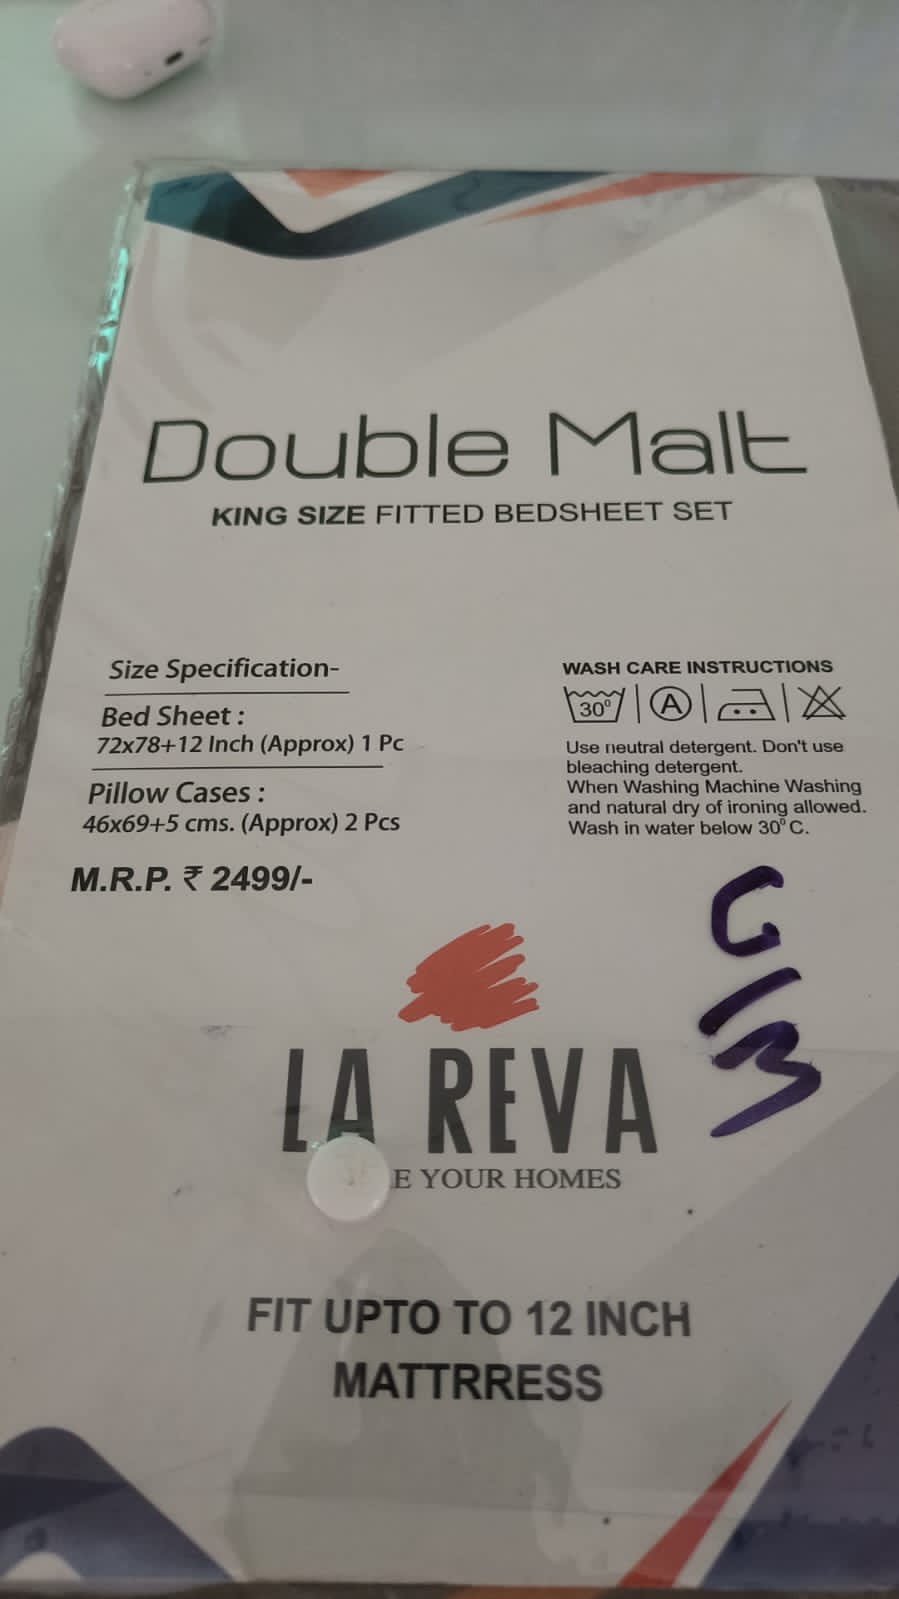 Double Malt
KING SIZE FITTED BEDSHEET SET
Size Specification-
Bed Sheet :
72x78+12 Inch (Approx) 1 Pc
Pillow Cases :
46x69+5 cms. (Approx) 2 Pcs
M.R.P. ₹ 2499/-
WASH CARE INSTRUCTIONS
30⁰ A
Use neutral detergent. Don't use
bleaching detergent.
When Washing Machine Washing
and natural dry of ironing allowed.
Wash in water below 30⁰ C.
LA REVA
YOUR HOMES
FIT UPTO TO 12 INCH
MATTRRESS